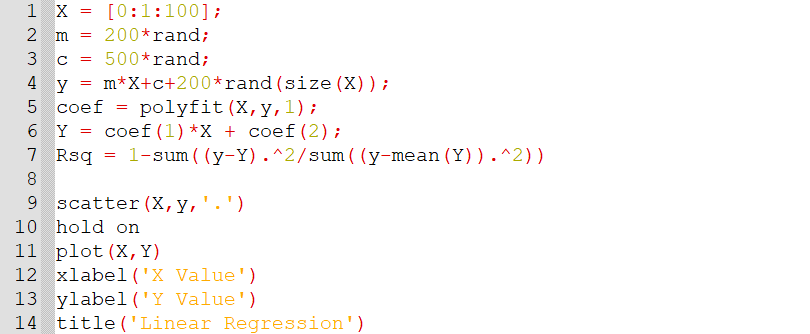 1 X = [0:1:100];
2 m = 200*rand;
3 c = 500*rand;
4 y = m*X+c+200*rand(size(X));
5 coef = polyfit(X,y,1);
6 Y = coef(1)*X + coef(2);
7 Rsq = 1-sum((y-Y).^2/sum((y-mean(Y)).^2))
8
9 scatter(X,y,'.')
10 hold on
11 plot(X,Y)
12 xlabel('X Value')
13 ylabel('Y Value')
14 title('Linear Regression')